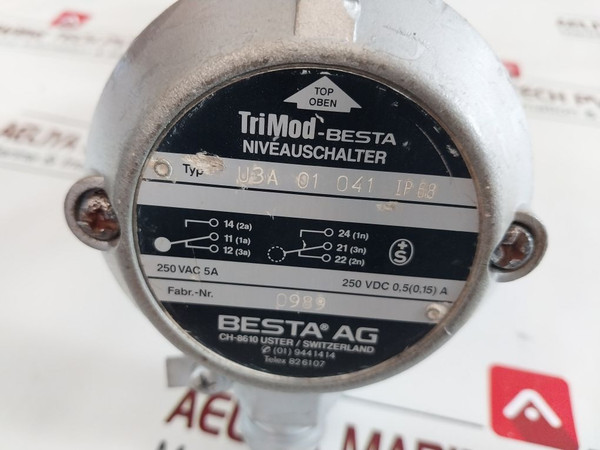 TOP
OBEN
TriMod-BESTA
NIVEAUSCHALTER
Typ U3A 01 041 IP68
14 (2a)
11 (1a)
12 (3a)
24 (1n)
21 (3n)
22 (2n)
+
S
250 VAC 5A
250 VDC 0,5(0,15) A
Fabr.-Nr. 0989
BESTA® AG
CH-8610 USTER / SWITZERLAND
✆ (01) 9441414
Telex 826107